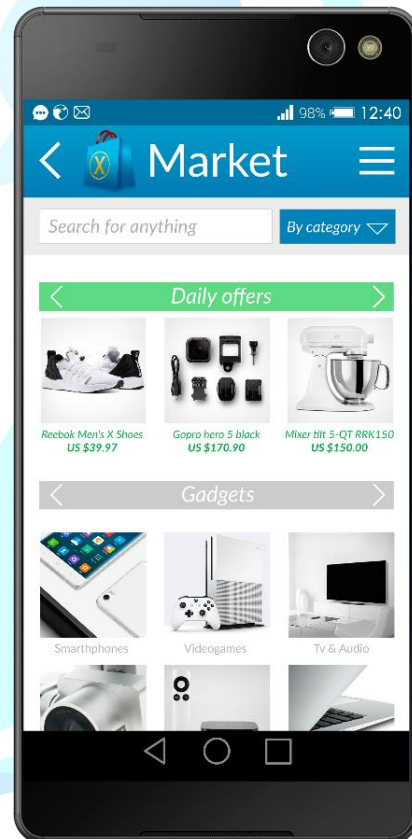 98% 12:40
X
Market
Search for anything
By category
Daily offers
Reebok Men's X Shoes
US $39.97
Gopro hero 5 black
US $170.90
Mixer tilt 5-QT RRK150
US $150.00
Gadgets
Smarthphones
Videogames
Tv & Audio